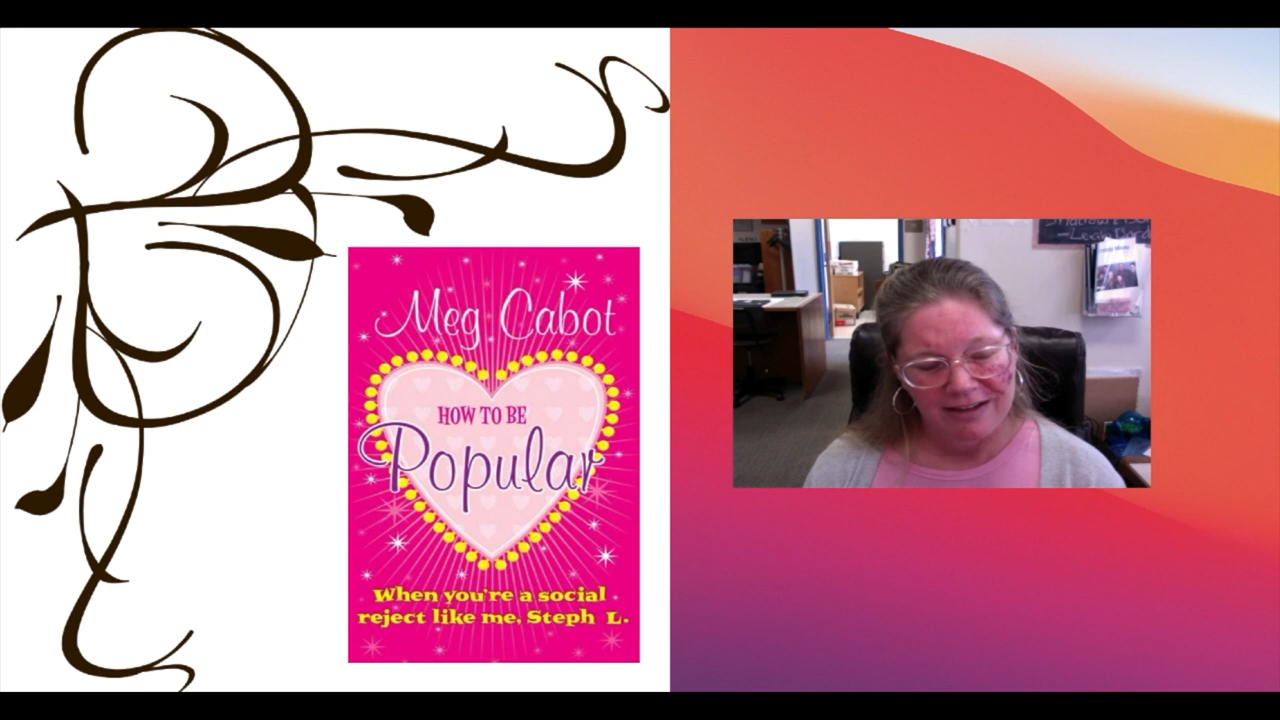 Meg Cabot
HOW TO BE
Popular
When you're a social
reject like me, Steph L.